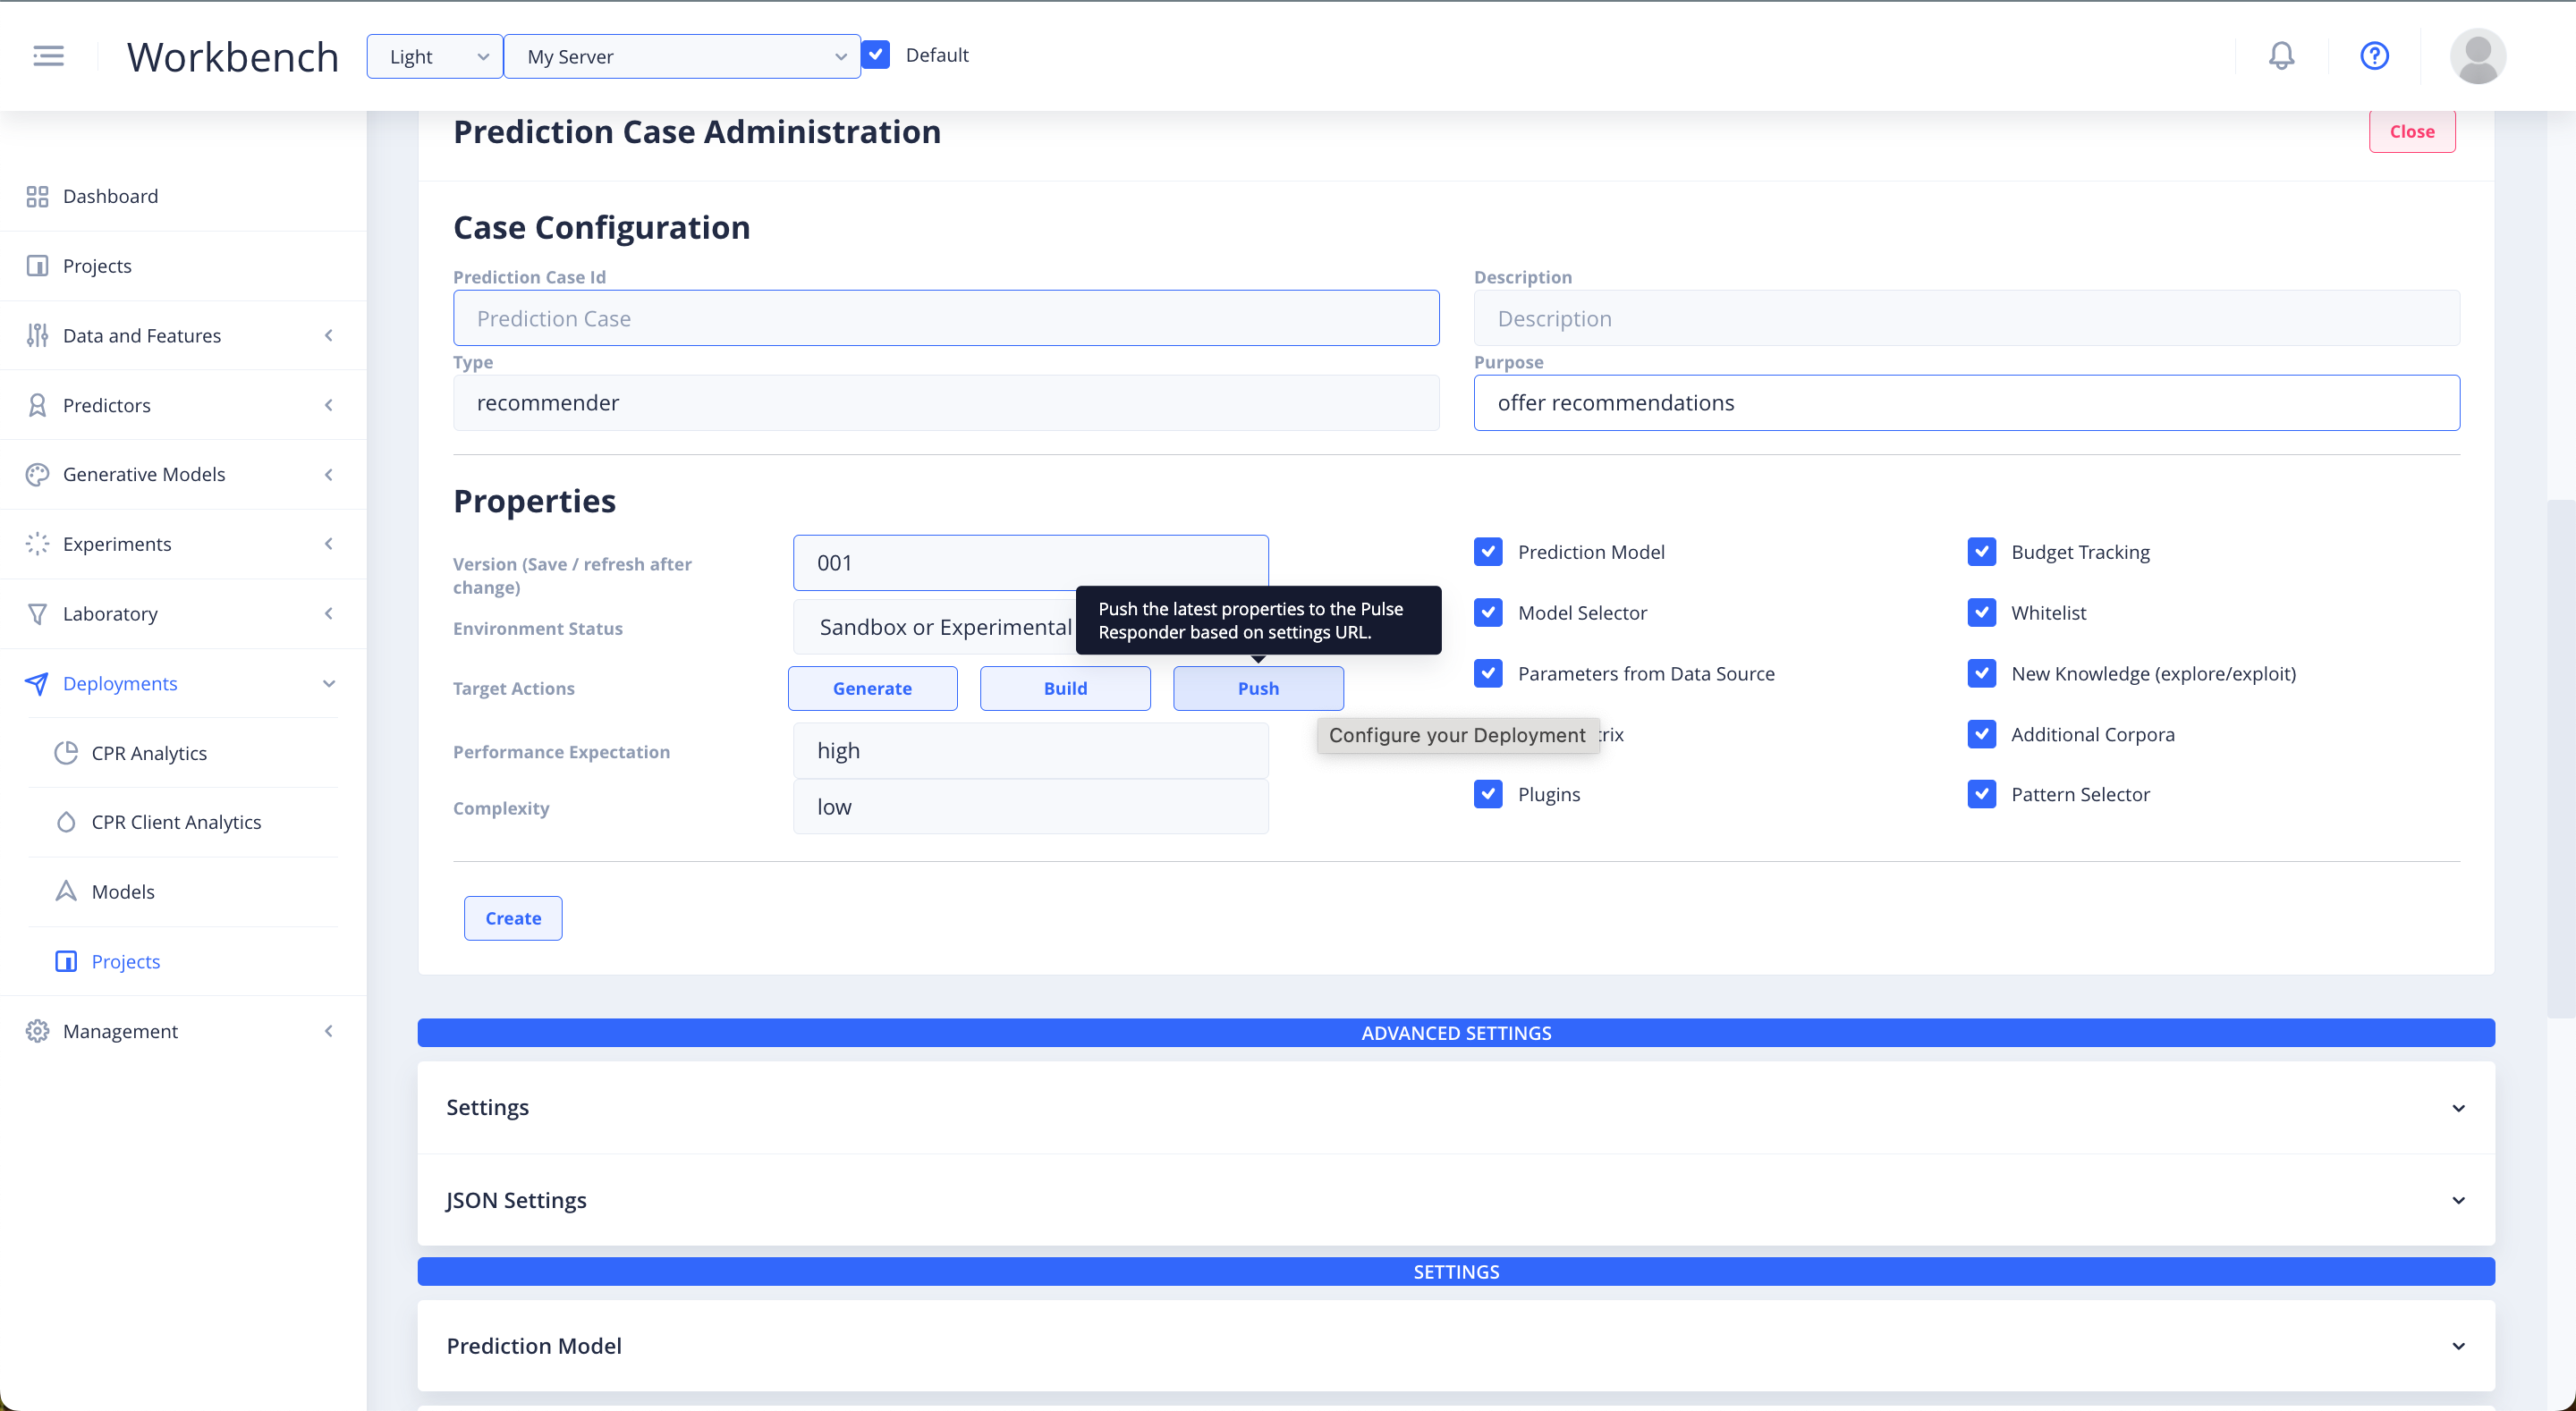 Workbench
Light
My Server
Default
Dashboard
Projects
Data and Features
Predictors
Generative Models
Experiments
Laboratory
Deployments
CPR Analytics
CPR Client Analytics
Models
Projects
Management
Prediction Case Administration
Close
Case Configuration
Prediction Case Id
Prediction Case
Description
Description
Type
recommender
Purpose
offer recommendations
Properties
Version (Save / refresh after
change)
001
Environment Status
Sandbox or Experimental
Push the latest properties to the Pulse
Responder based on settings URL.
Target Actions
Generate
Build
Push
Configure your Deployment
Performance Expectation
high
Complexity
low
Prediction Model
Budget Tracking
Model Selector
Whitelist
Parameters from Data Source
New Knowledge (explore/exploit)
Additional Corpora
Plugins
Pattern Selector
Create
ADVANCED SETTINGS
Settings
JSON Settings
SETTINGS
Prediction Model